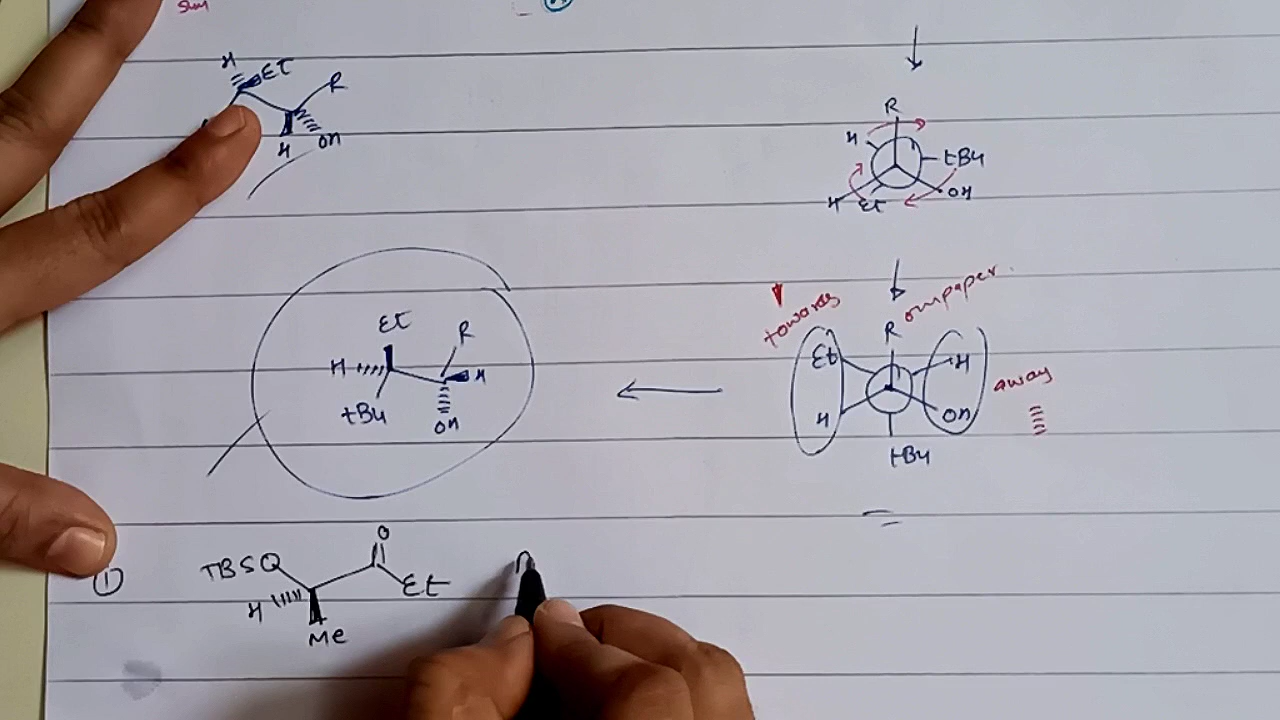 H
Et
R
H
OH
R
H
tBu
H
Et
OH
towards
on paper.
Et
R
H
H tBu
R
H
OH
Et
H
R
H
OH
tBu
away
①
TBSO
O
Et
H
Me